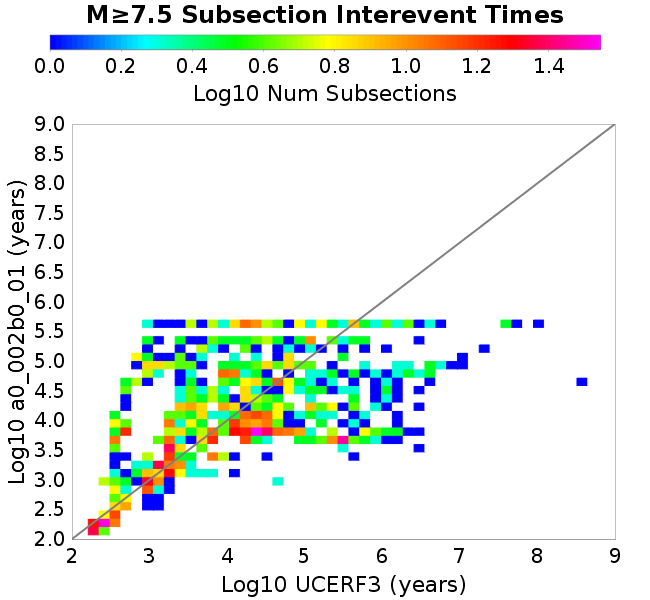 M≥7.5 Subsection Interevent Times
0.0 0.2 0.4 0.6 0.8 1.0 1.2 1.4
Log10 Num Subsections
Log10 a0_002b0_01 (years)
9.0
8.5
8.0
7.5
7.0
6.5
6.0
5.5
5.0
4.5
4.0
3.5
3.0
2.5
2.0
2 3 4 5 6 7 8 9
Log10 UCERF3 (years)